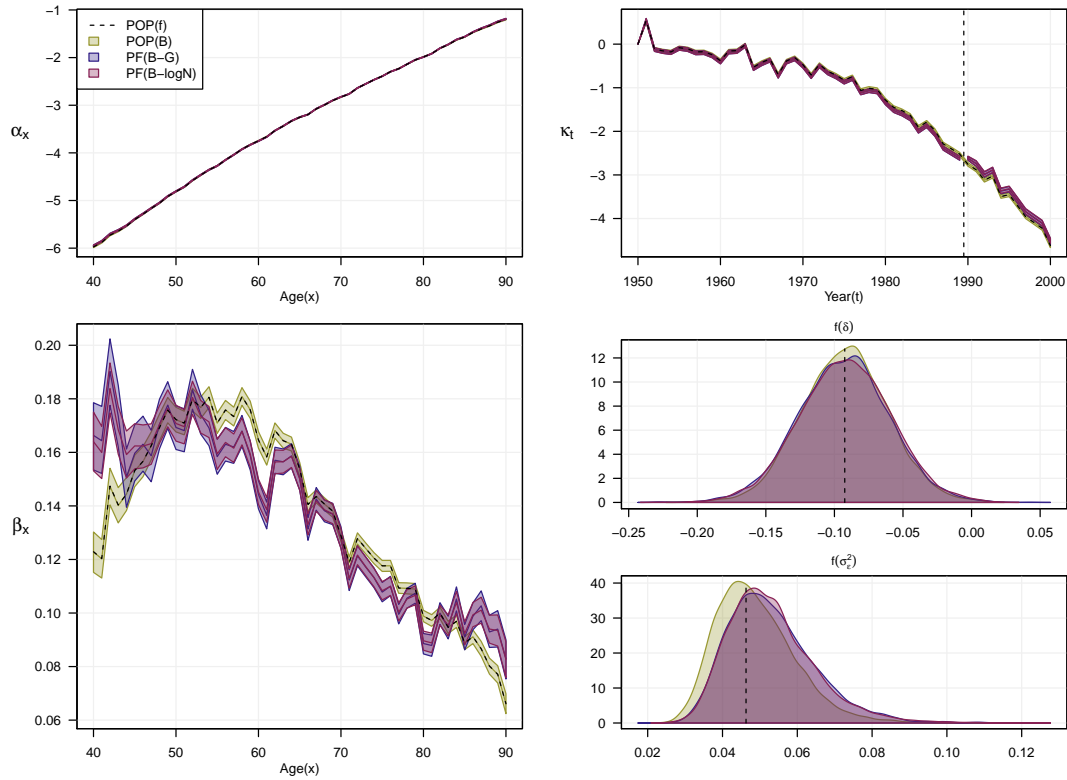 POP(f)
POP(B)
PF(B−G)
PF(B−logN)
αx
−1
−2
−3
−4
−5
−6
40 50 60 70 80 90
Age(x)
κt
0
−1
−2
−3
−4
1950 1960 1970 1980 1990 2000
Year(t)
βx
0.20
0.18
0.16
0.14
0.12
0.10
0.08
0.06
40 50 60 70 80 90
Age(x)
f(δ)
12
10
8
6
4
2
0
−0.25 −0.20 −0.15 −0.10 −0.05 0.00 0.05
f(σ²ε)
40
30
20
10
0
0.02 0.04 0.06 0.08 0.10 0.12